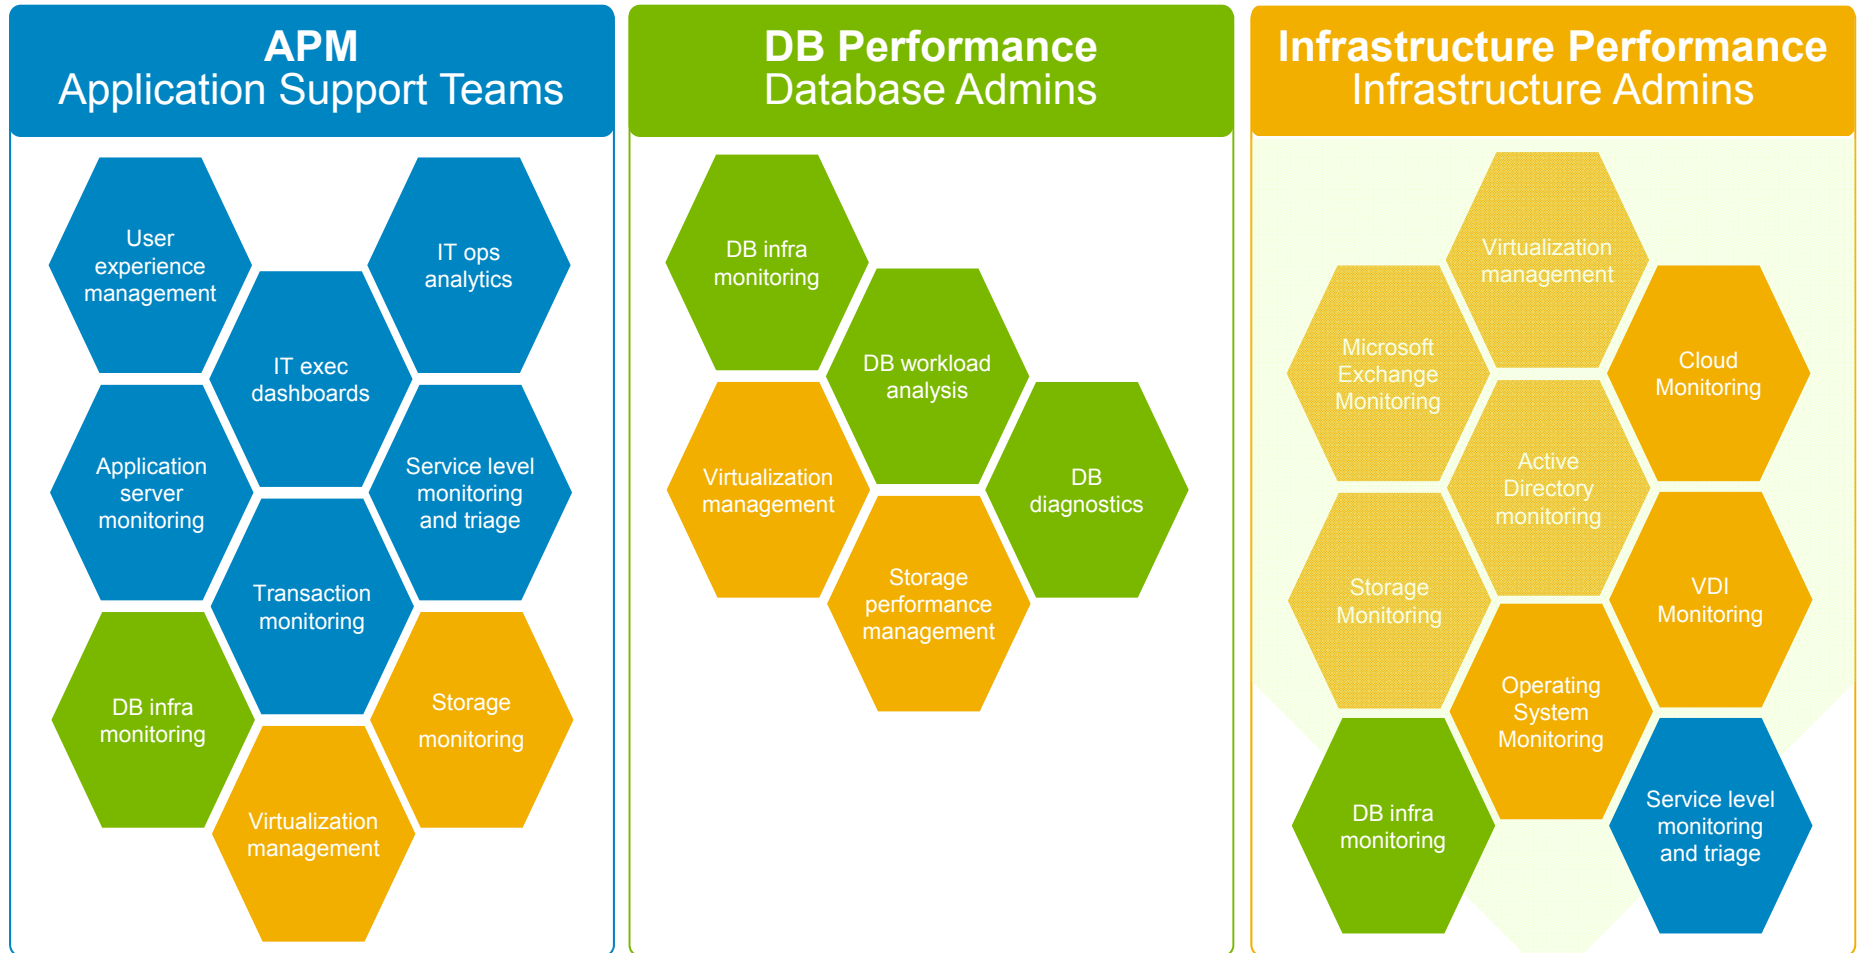 APM
Application Support Teams
User
experience
management
IT ops
analytics
IT exec
dashboards
Application
server
monitoring
Service level
monitoring
and triage
Transaction
monitoring
DB infra
monitoring
Storage
monitoring
Virtualization
management
DB Performance
Database Admins
DB infra
monitoring
DB workload
analysis
Virtualization
management
DB
diagnostics
Storage
performance
management
Infrastructure Performance
Infrastructure Admins
Virtualization
management
Microsoft
Exchange
Monitoring
Cloud
Monitoring
Active
Directory
monitoring
Storage
Monitoring
VDI
Monitoring
Operating
System
Monitoring
DB infra
monitoring
Service level
monitoring
and triage